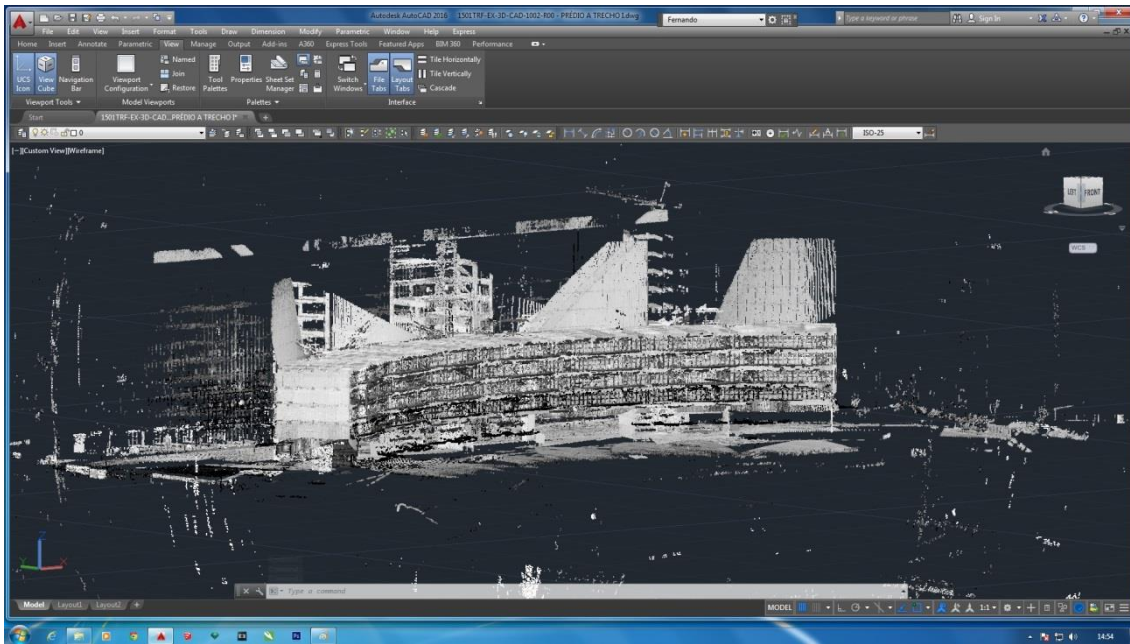 Autodesk AutoCAD 2016 1501TRF-EX-3D-CAD-1002-R00 - PRÉDIO A TRECHO I.dwg
Fernando
Type a keyword or phrase
Sign In
File Edit View Insert Format Tools Draw Dimension Modify Parametric Window Help Express
Home Insert Annotate Parametric View Manage Output Add-ins A360 Express Tools Featured Apps BIM 360 Performance
UCS Icon
View Cube
Navigation Bar
Viewport Configuration
Named
Join
Restore
Tool Palettes
Properties
Sheet Set Manager
Switch Windows
File Tabs
Layout Tabs
Tile Horizontally
Tile Vertically
Cascade
Viewport Tools
Model Viewports
Palettes
Interface
Start
1501TRF-EX-3D-CAD...PRÉDIO A TRECHO I*
0
ISO-25
[-][Custom View][Wireframe]
FRONT
WCS
Z
X
Type a command
Model Layout1 Layout2
MODEL
1:1
14:54